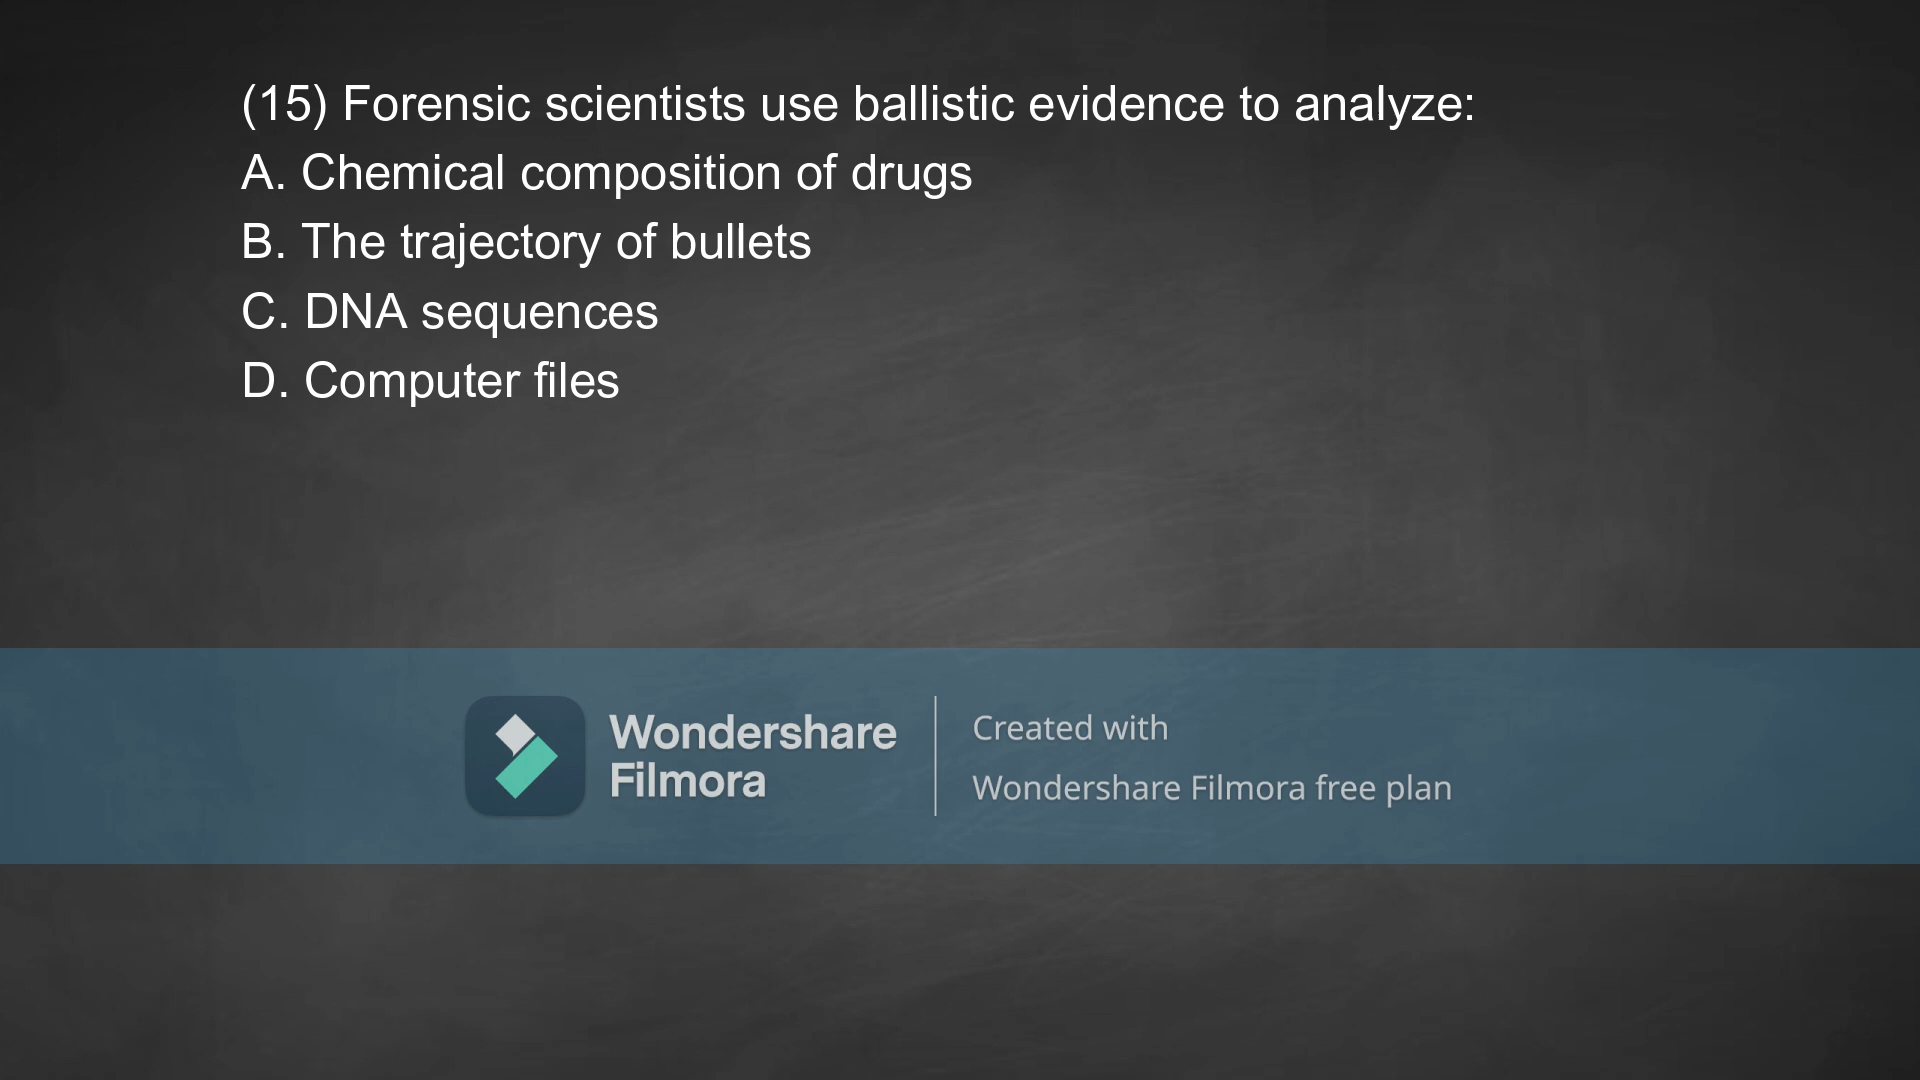 (15) Forensic scientists use ballistic evidence to analyze:
A. Chemical composition of drugs
B. The trajectory of bullets
C. DNA sequences
D. Computer files
Wondershare
Filmora
Created with
Wondershare Filmora free plan